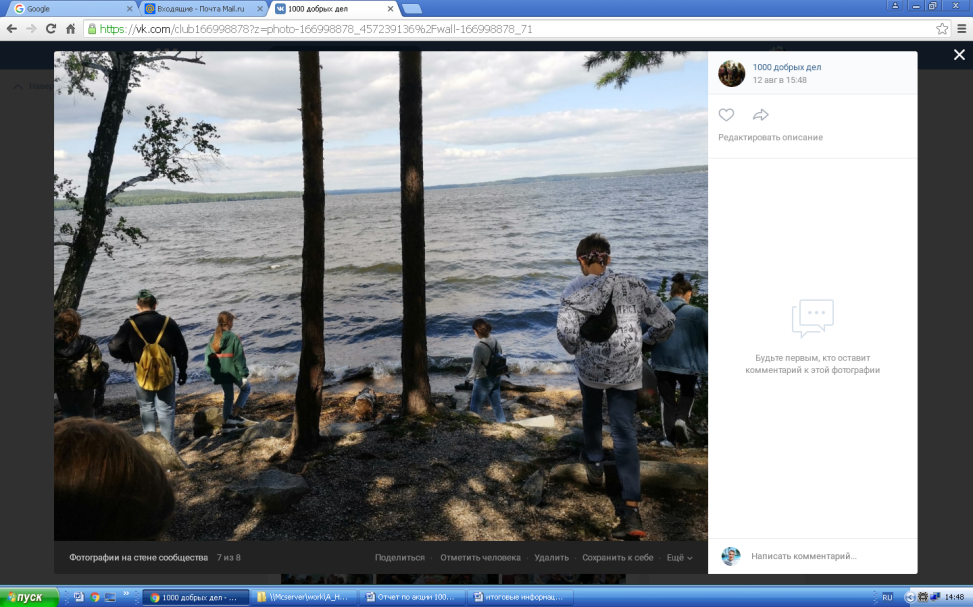 Google
Входящие - Почта Mail.ru
1000 добрых дел
https://vk.com/club166998878?z=photo-166998878_457239136%2Fwall-166998878_71
1000 добрых дел
12 авг в 15:48
Редактировать описание
Будьте первым, кто оставит
комментарий к этой фотографии
Фотографии на стене сообщества 7 из 8
Поделиться · Отметить человека · Удалить · Сохранить к себе · Ещё
Написать комментарий...
пуск
1000 добрых дел - ...
\\Mcserver\work\A_H...
Отчет по акции 100...
итоговые информац...
RU
14:48